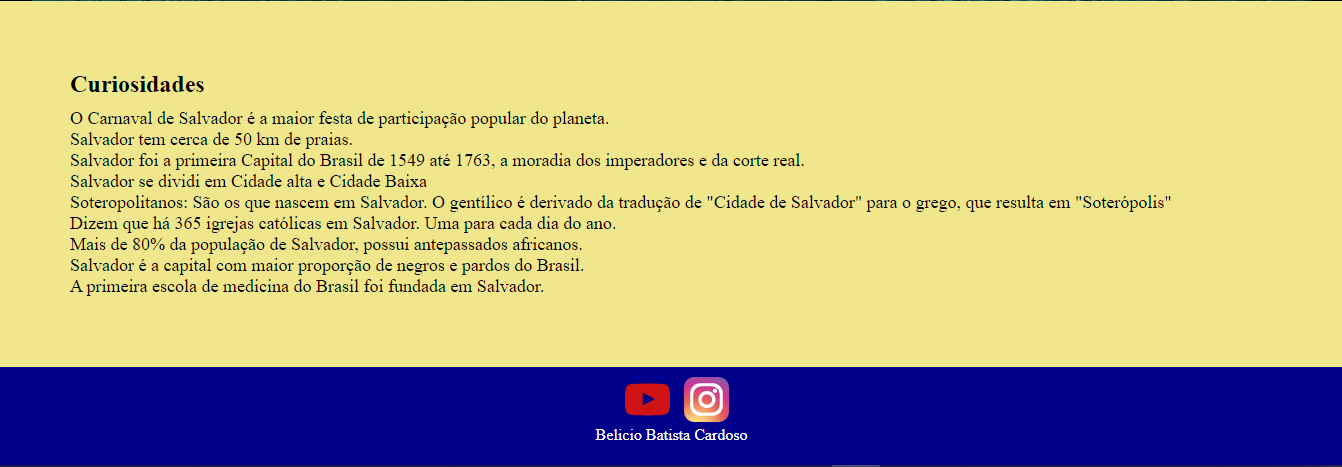 Curiosidades
O Carnaval de Salvador é a maior festa de participação popular do planeta.
Salvador tem cerca de 50 km de praias.
Salvador foi a primeira Capital do Brasil de 1549 até 1763, a moradia dos imperadores e da corte real.
Salvador se dividi em Cidade alta e Cidade Baixa
Soteropolitanos: São os que nascem em Salvador. O gentílico é derivado da tradução de "Cidade de Salvador" para o grego, que resulta em "Soterópolis"
Dizem que há 365 igrejas católicas em Salvador. Uma para cada dia do ano.
Mais de 80% da população de Salvador, possui antepassados africanos.
Salvador é a capital com maior proporção de negros e pardos do Brasil.
A primeira escola de medicina do Brasil foi fundada em Salvador.
Belicio Batista Cardoso